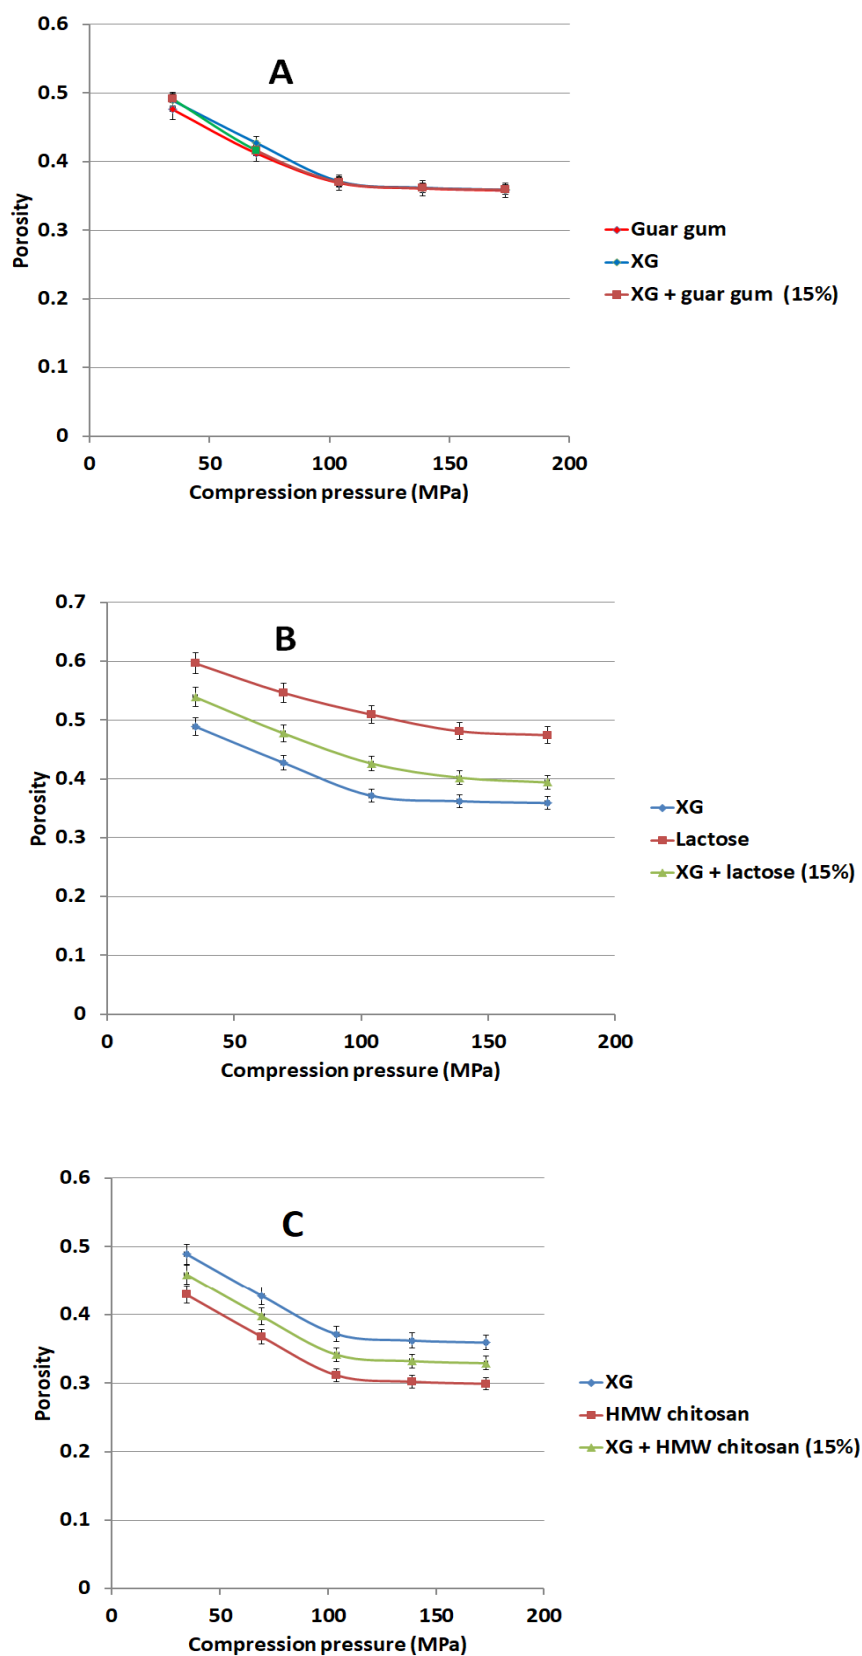 0.6
A
0.5
0.4
0.3
0.2
0.1
0
Porosity
0 50 100 150 200
Compression pressure (MPa)
Guar gum
XG
XG + guar gum (15%)
0.7
B
0.6
0.5
0.4
0.3
0.2
0.1
0
Porosity
0 50 100 150 200
Compression pressure (MPa)
XG
Lactose
XG + lactose (15%)
0.6
C
0.5
0.4
0.3
0.2
0.1
0
Porosity
0 50 100 150 200
Compression pressure (MPa)
XG
HMW chitosan
XG + HMW chitosan (15%)